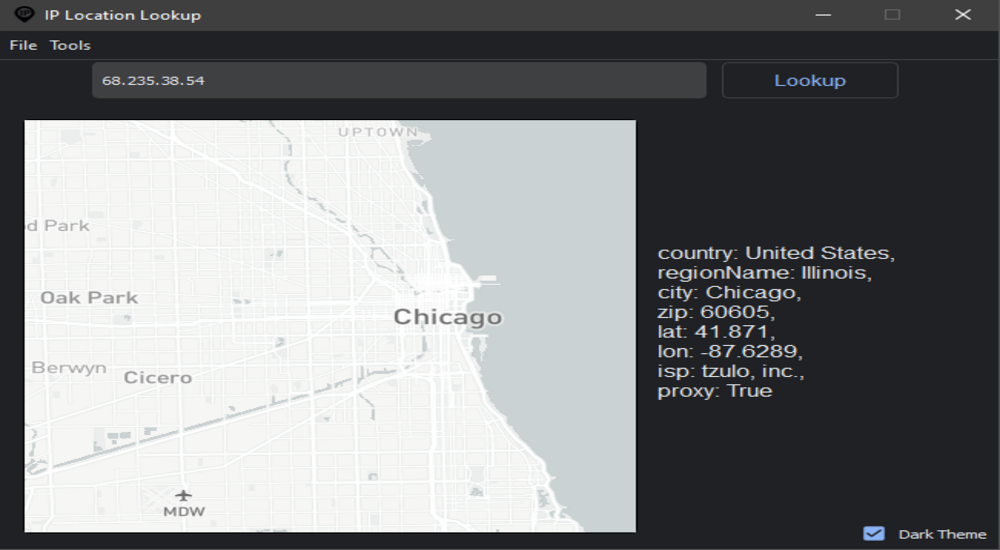 IP Location Lookup
File Tools
68.235.38.54
Lookup
UPTOWN
d Park
Oak Park
Chicago
Berwyn
Cicero
MDW
country: United States,
regionName: Illinois,
city: Chicago,
zip: 60605,
lat: 41.871,
lon: -87.6289,
isp: tzulo, inc.,
proxy: True
Dark Theme